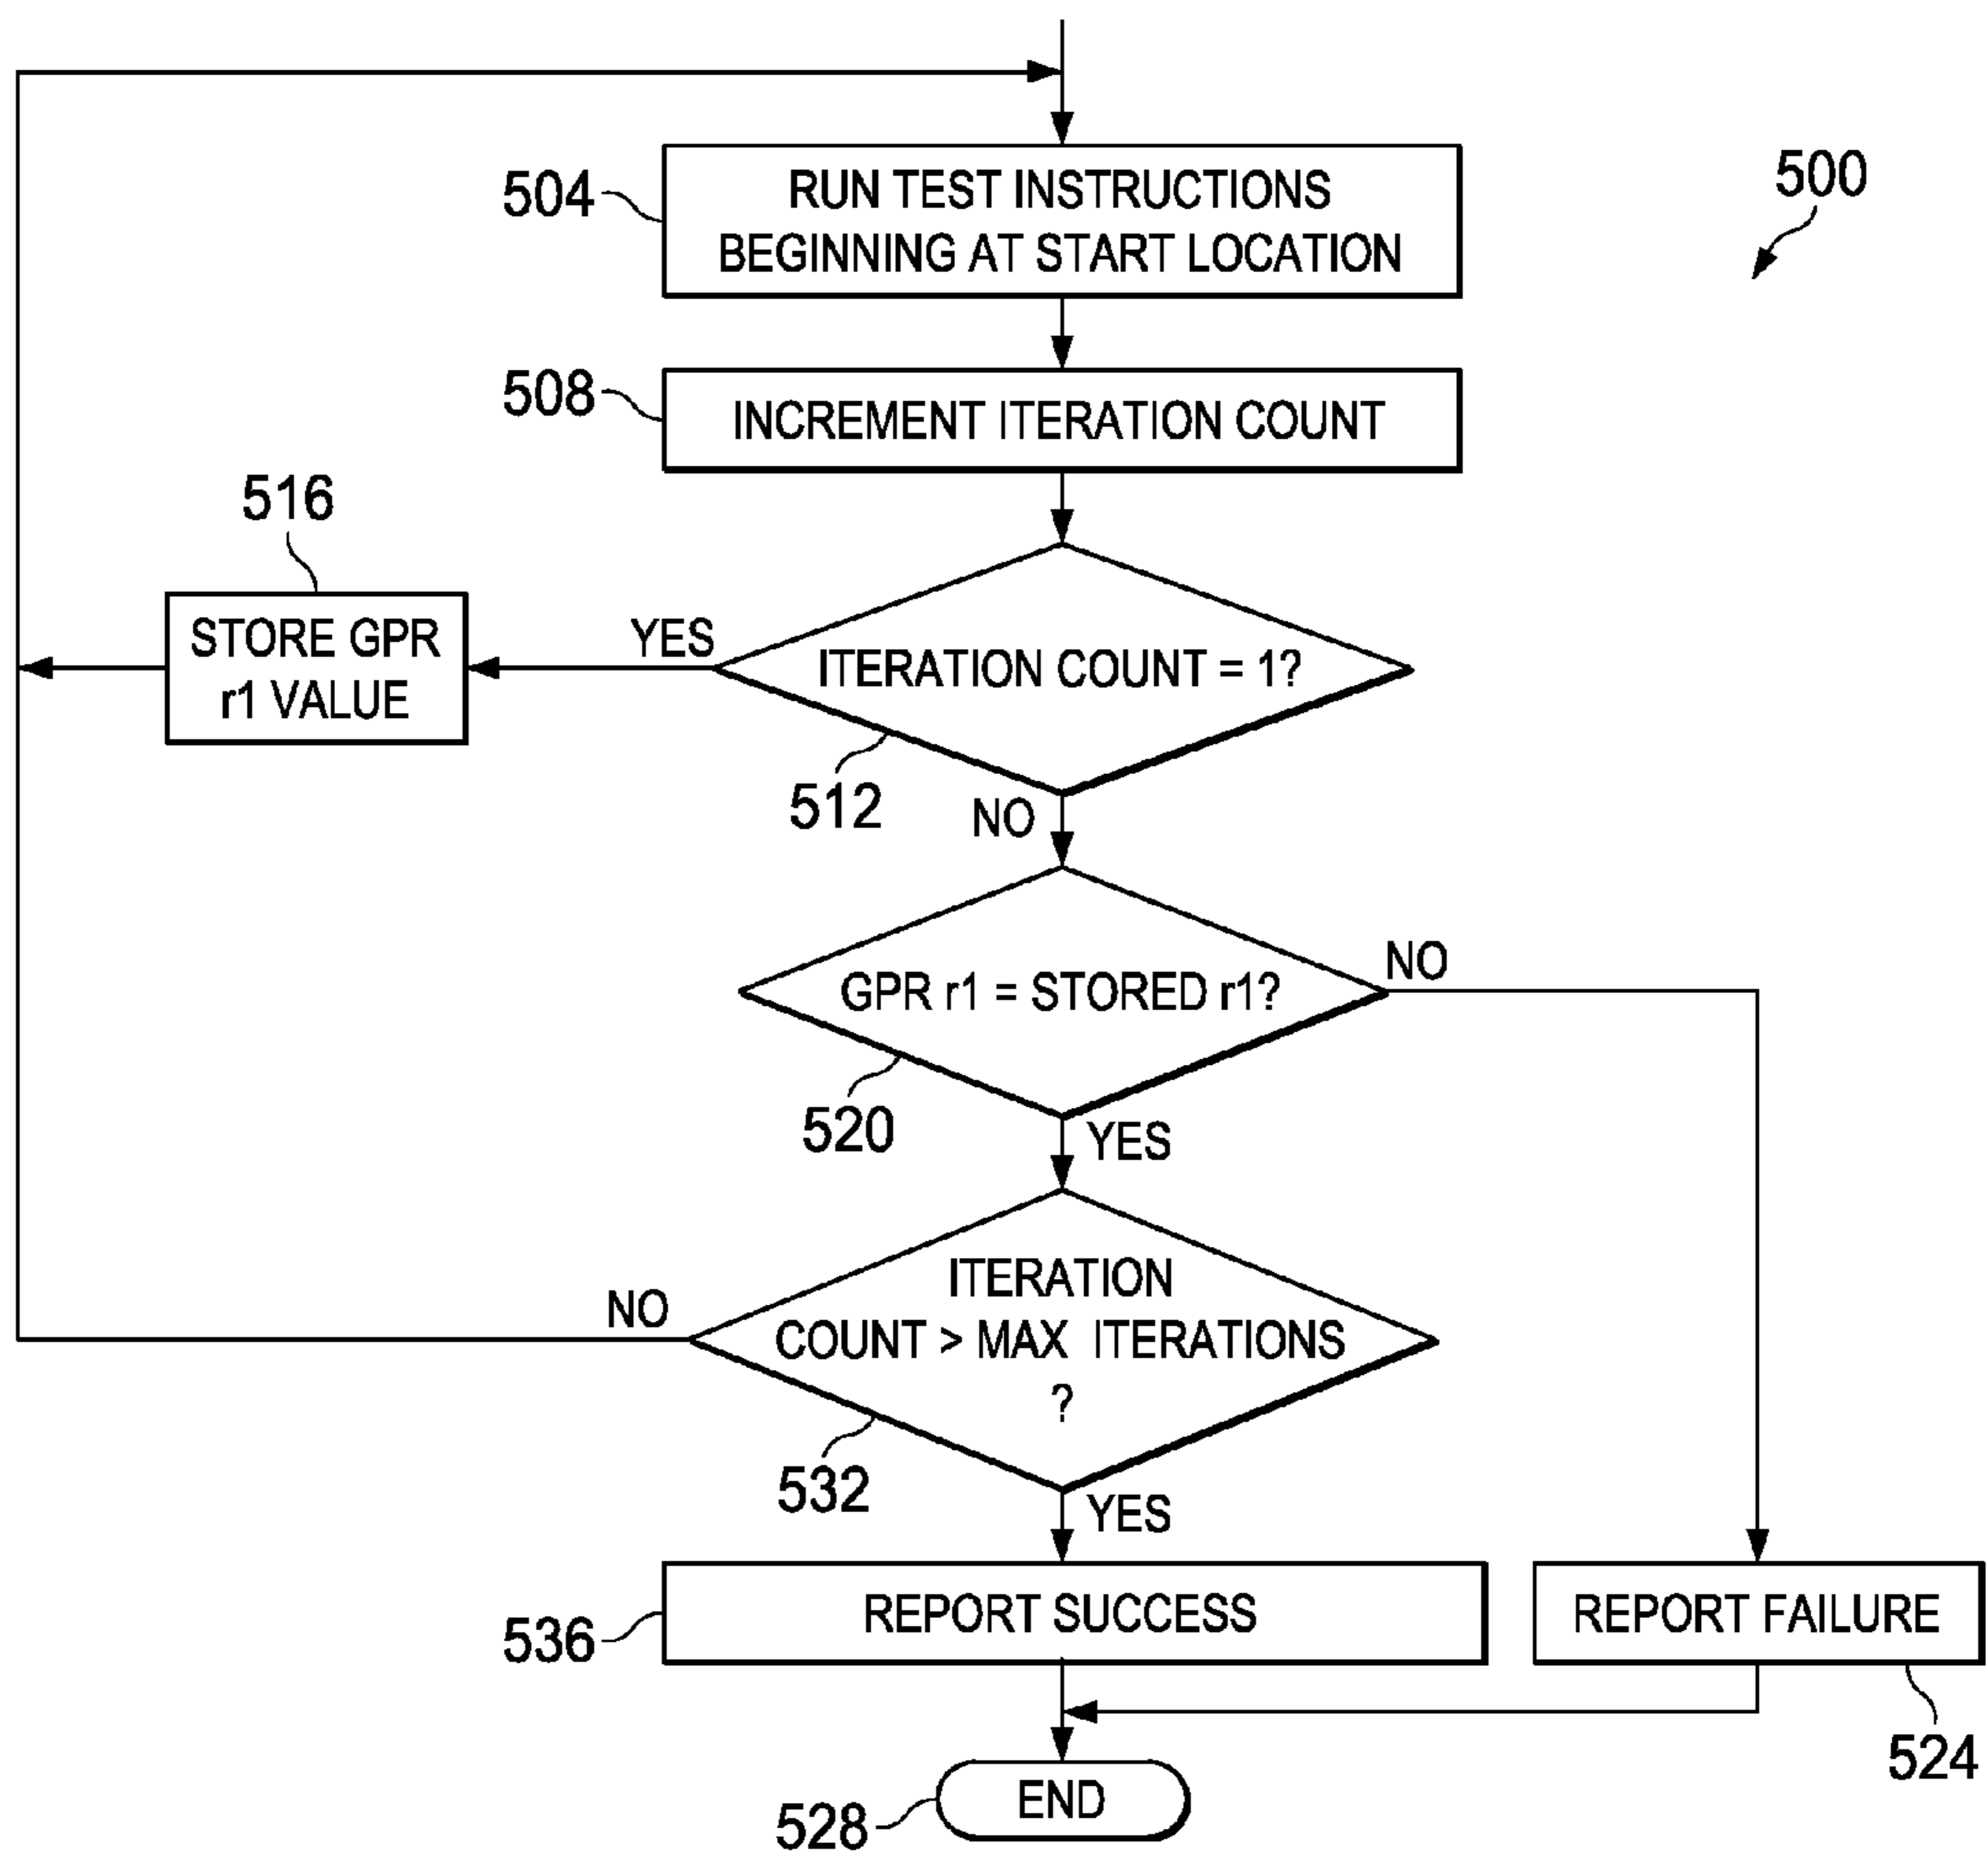 500
504
RUN TEST INSTRUCTIONS
BEGINNING AT START LOCATION
508
INCREMENT ITERATION COUNT
516
STORE GPR
r1 VALUE
YES
ITERATION COUNT = 1?
512
NO
GPR r1 = STORED r1?
NO
520
YES
ITERATION
COUNT > MAX ITERATIONS
?
NO
532
YES
536
REPORT SUCCESS
REPORT FAILURE
524
528
END